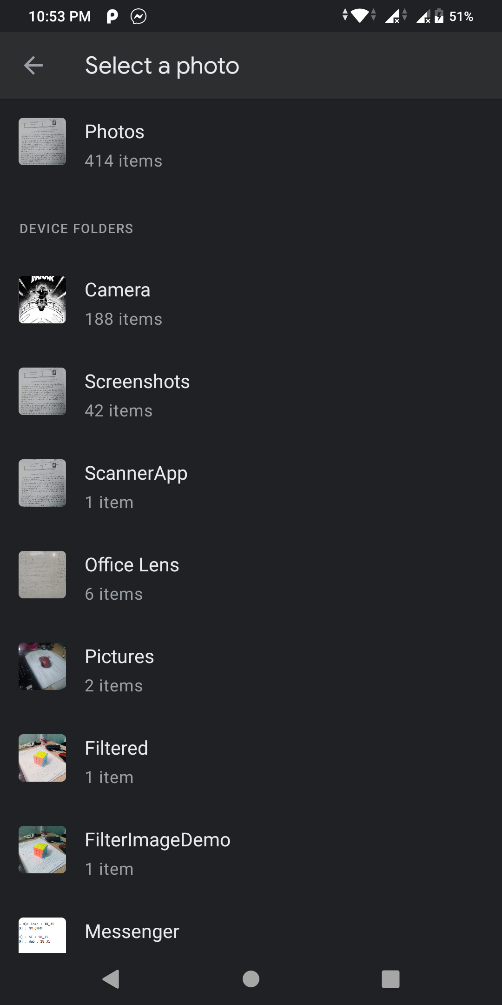 10:53 PM
51%
Select a photo
Photos
414 items
DEVICE FOLDERS
Camera
188 items
Screenshots
42 items
ScannerApp
1 item
Office Lens
6 items
Pictures
2 items
Filtered
1 item
FilterImageDemo
1 item
Messenger